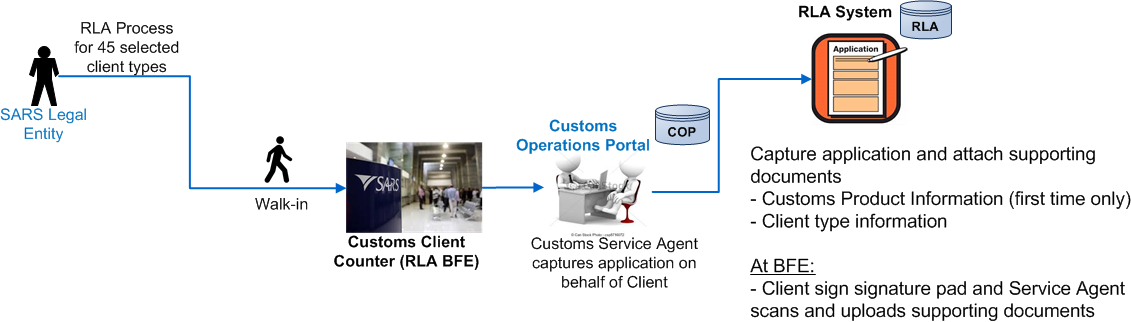 RLA Process
for 45 selected
client types
SARS Legal
Entity
Walk-in
SARS
Customs Client
Counter (RLA BFE)
Customs
Operations Portal
COP
Customs Service Agent
captures application on
behalf of Client
RLA System
RLA
Application
Capture application and attach supporting
documents
- Customs Product Information (first time only)
- Client type information
At BFE:
- Client sign signature pad and Service Agent
scans and uploads supporting documents